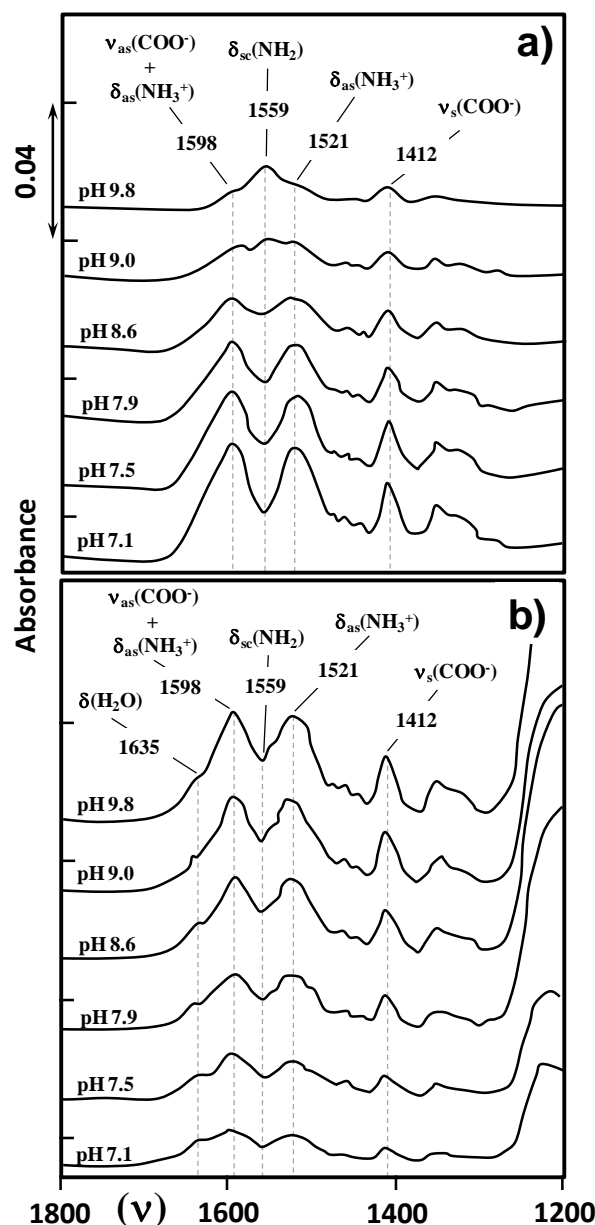 a)
νas(COO-)
+
δas(NH3+)
δsc(NH2)
δas(NH3+)
νs(COO-)
1598
1559
1521
1412
0.04
pH 9.8
pH 9.0
pH 8.6
pH 7.9
pH 7.5
pH 7.1
Absorbance
b)
νas(COO-)
+
δas(NH3+)
δsc(NH2)
δas(NH3+)
νs(COO-)
δ(H2O)
1635
1598
1559
1521
1412
pH 9.8
pH 9.0
pH 8.6
pH 7.9
pH 7.5
pH 7.1
1800 (ν) 1600 1400 1200